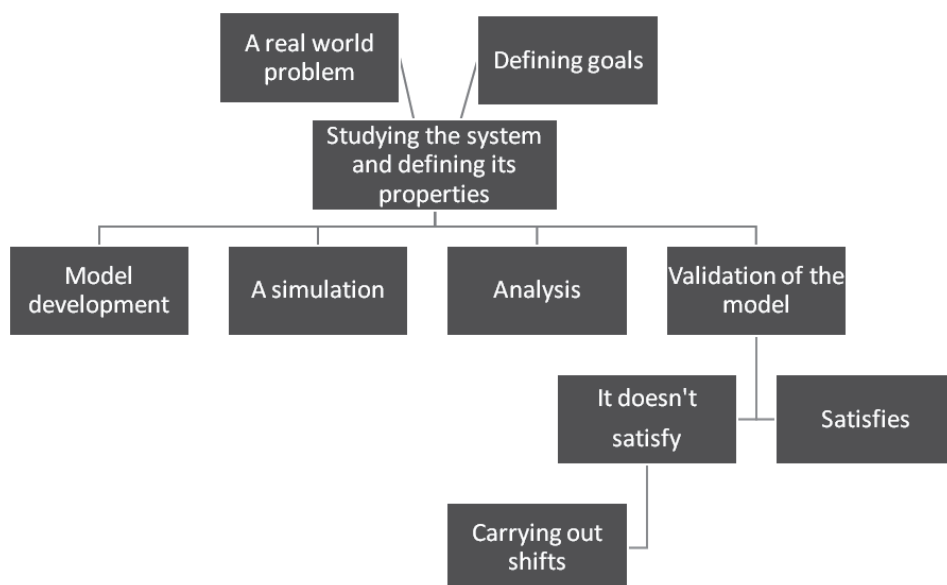 A real world
problem
Defining goals
Studying the system
and defining its
properties
Model
development
A simulation
Analysis
Validation of the
model
It doesn't
satisfy
Satisfies
Carrying out
shifts